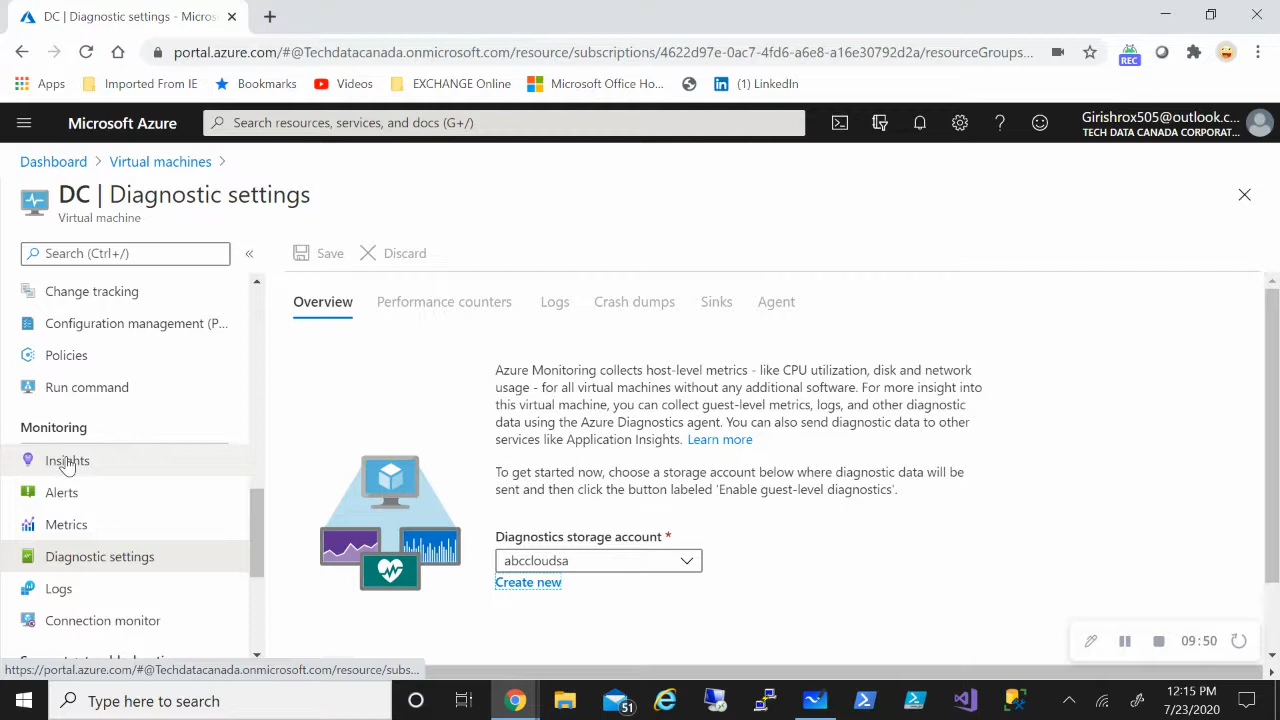 DC | Diagnostic settings - Micros
portal.azure.com/#@Techdatacanada.onmicrosoft.com/resource/subscriptions/4622d97e-0ac7-4fd6-a6e8-a16e30792d2a/resourceGroups...
REC
Apps
Imported From IE
Bookmarks
Videos
EXCHANGE Online
Microsoft Office Ho...
(1) LinkedIn
Microsoft Azure
Search resources, services, and docs (G+/)
Girishrox505@outlook.c...
TECH DATA CANADA CORPORAT...
Dashboard > Virtual machines >
DC | Diagnostic settings
Virtual machine
Search (Ctrl+/)
«
Save
Discard
Change tracking
Configuration management (P...
Policies
Run command
Monitoring
Insights
Alerts
Metrics
Diagnostic settings
Logs
Connection monitor
Overview
Performance counters
Logs
Crash dumps
Sinks
Agent
Azure Monitoring collects host-level metrics - like CPU utilization, disk and network
usage - for all virtual machines without any additional software. For more insight into
this virtual machine, you can collect guest-level metrics, logs, and other diagnostic
data using the Azure Diagnostics agent. You can also send diagnostic data to other
services like Application Insights. Learn more
To get started now, choose a storage account below where diagnostic data will be
sent and then click the button labeled 'Enable guest-level diagnostics'.
Diagnostics storage account *
abccloudsa
Create new
09:50
https://portal.azure.com/#@Techdatacanada.onmicrosoft.com/resource/subs...
Type here to search
51
12:15 PM
7/23/2020